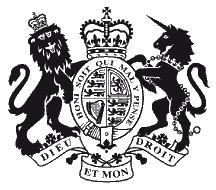 HONI SOIT QUI MAL Y PENSE
DIEU ET MON DROIT